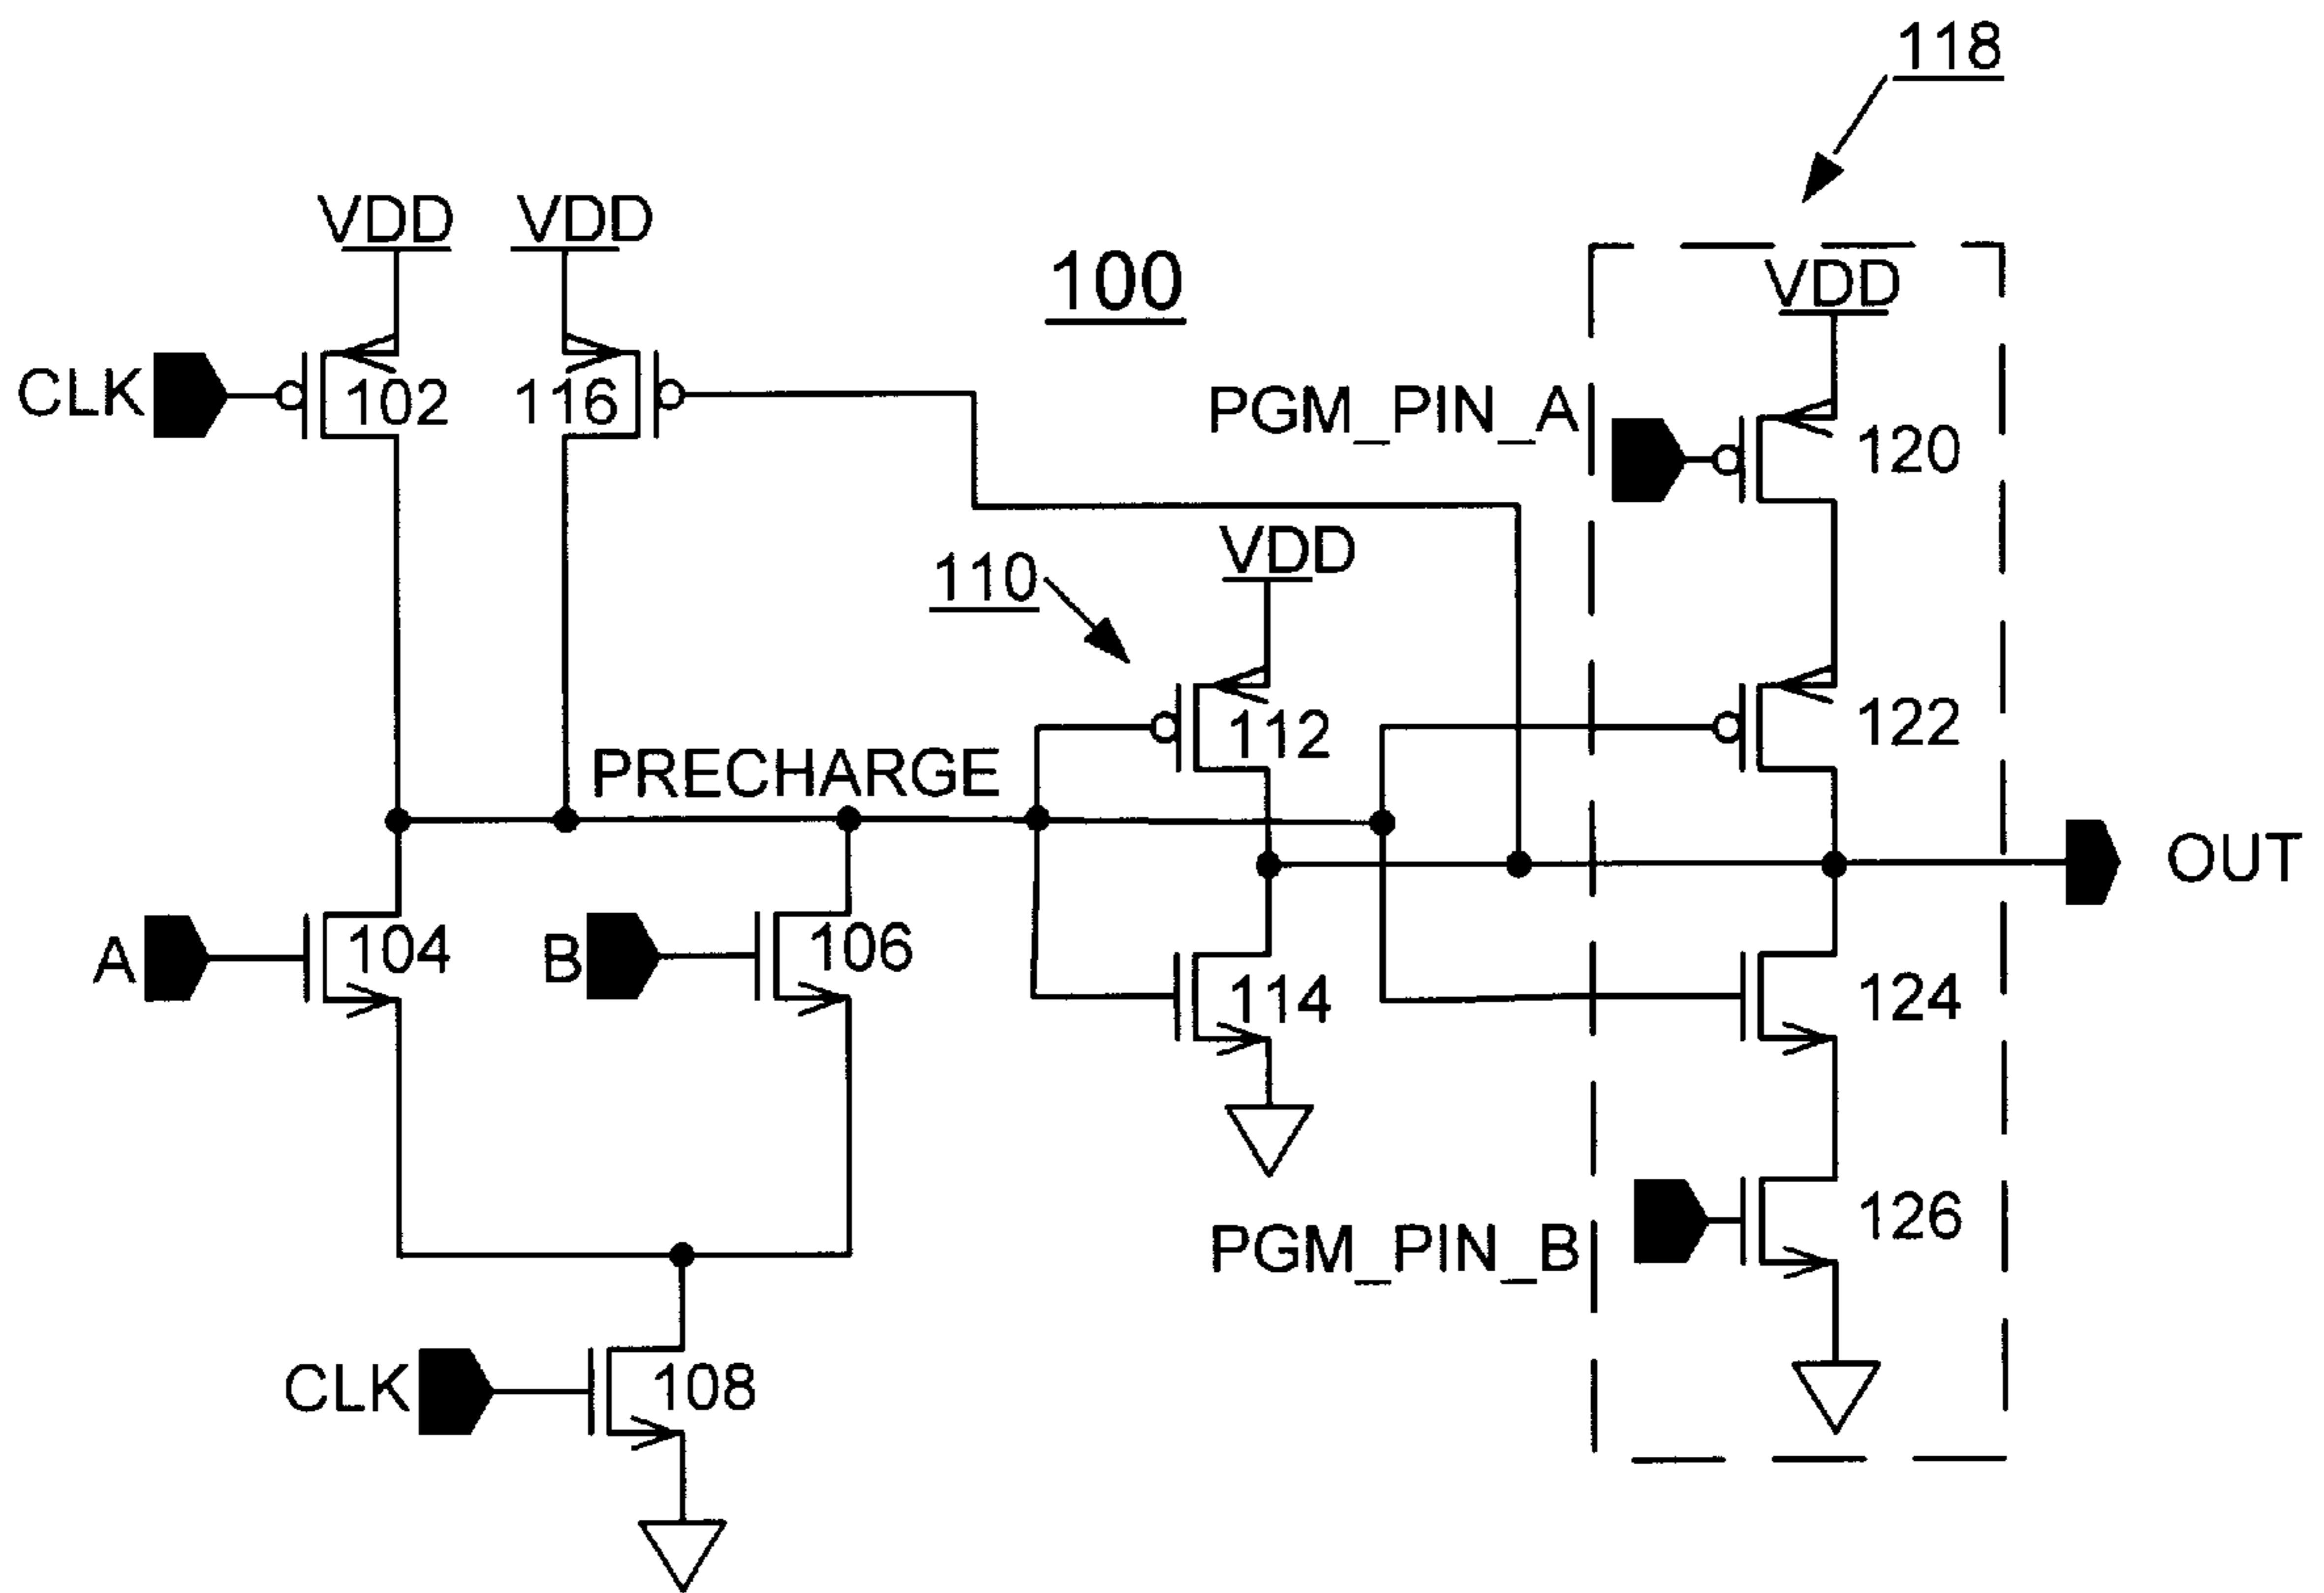 118
VDD
VDD
100
VDD
CLK
102
116
PGM_PIN_A
120
VDD
110
112
122
PRECHARGE
OUT
A
104
B
106
114
124
PGM_PIN_B
126
CLK
108